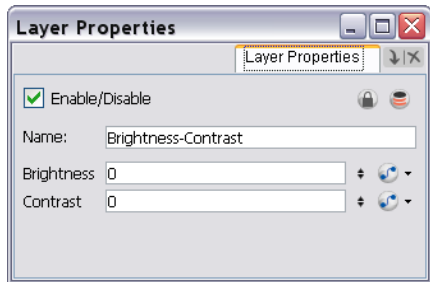 Layer Properties
Layer Properties
Enable/Disable
Name: Brightness-Contrast
Brightness 0
Contrast 0